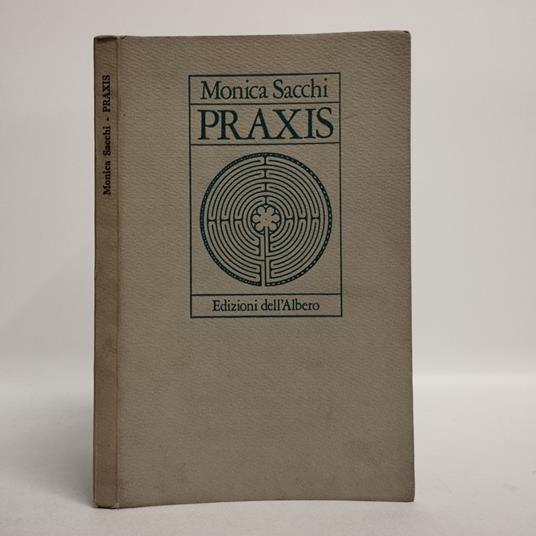 Monica Sacchi - PRAXIS
Monica Sacchi
PRAXIS
Edizioni dell'Albero